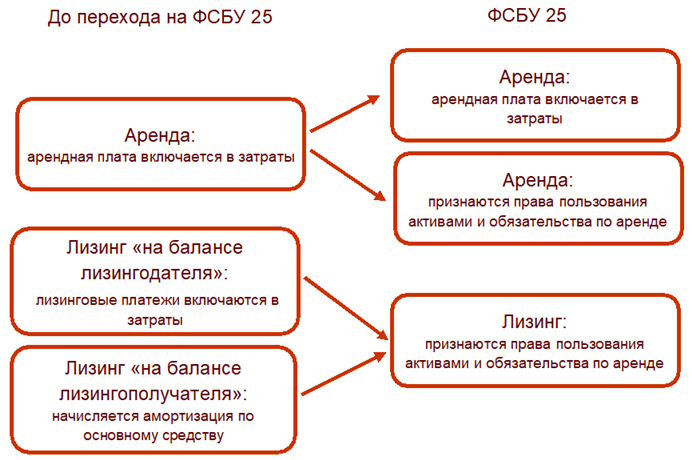 До перехода на ФСБУ 25
ФСБУ 25
Аренда:
арендная плата включается в затраты
Лизинг «на балансе
лизингодателя»:
лизинговые платежи включаются в
затраты
Лизинг «на балансе
лизингополучателя»:
начисляется амортизация по
основному средству
Аренда:
арендная плата включается в
затраты
Аренда:
признаются права пользования
активами и обязательства по аренде
Лизинг:
признаются права пользования
активами и обязательства по аренде